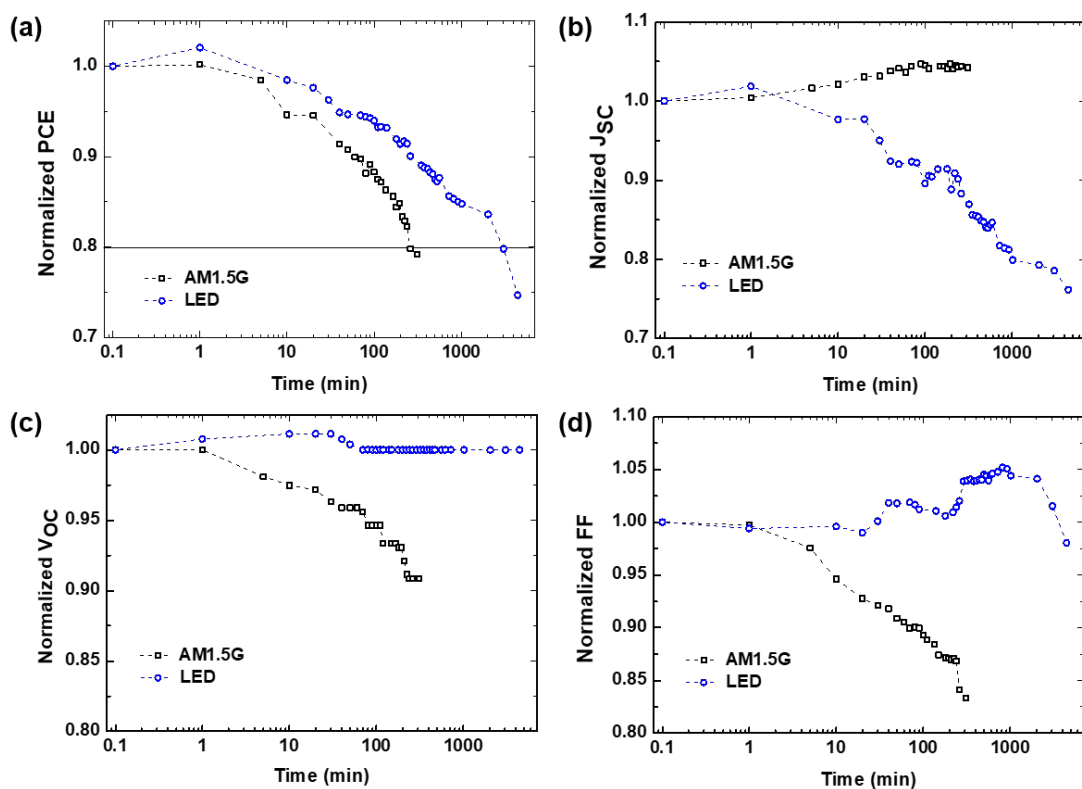 (a)
Normalized PCE
1.0
0.9
0.8
0.7
AM1.5G
LED
0.1 1 10 100 1000
Time (min)
(b)
Normalized JSC
1.1
1.0
0.9
0.8
0.7
AM1.5G
LED
0.1 1 10 100 1000
Time (min)
(c)
Normalized VOC
1.00
0.95
0.90
0.85
0.80
AM1.5G
LED
0.1 1 10 100 1000
Time (min)
(d)
Normalized FF
1.10
1.05
1.00
0.95
0.90
0.85
0.80
AM1.5G
LED
0.1 1 10 100 1000
Time (min)